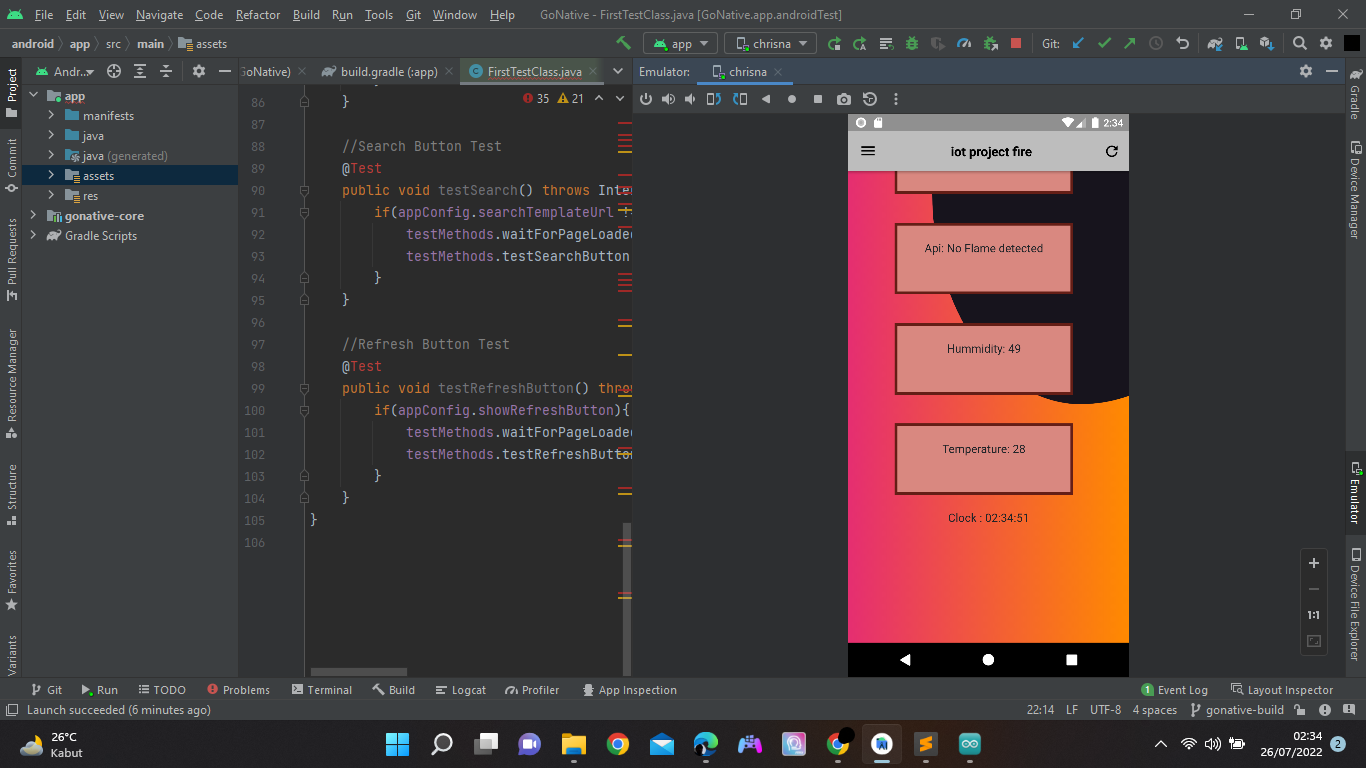 File Edit View Navigate Code Refactor Build Run Tools Git Window Help GoNative - FirstTestClass.java [GoNative.app.androidTest]
android app src main assets app chrisna Git:
Project
Commit
Pull Requests
Resource Manager
Structure
Favorites
Variants
Andr...
app
manifests
java
java (generated)
assets
res
gonative-core
Gradle Scripts
GoNative) build.gradle (:app) FirstTestClass.java
35 21
86 }
87
88 //Search Button Test
89 @Test
90 public void testSearch() throws Inte
91 if(appConfig.searchTemplateUrl !
92 testMethods.waitForPageLoaded
93 testMethods.testSearchButton
94 }
95 }
96
97 //Refresh Button Test
98 @Test
99 public void testRefreshButton() throw
100 if(appConfig.showRefreshButton){
101 testMethods.waitForPageLoaded
102 testMethods.testRefreshButton
103 }
104 }
105 }
106
Emulator: chrisna
2:34
iot project fire
Api: No Flame detected
Hummidity: 49
Temperature: 28
Clock : 02:34:51
1:1
Gradle
Device Manager
Emulator
Device File Explorer
Git Run TODO Problems Terminal Build Logcat Profiler App Inspection 1 Event Log Layout Inspector
Launch succeeded (6 minutes ago) 22:14 LF UTF-8 4 spaces gonative-build
26°C
Kabut
02:34
26/07/2022
2